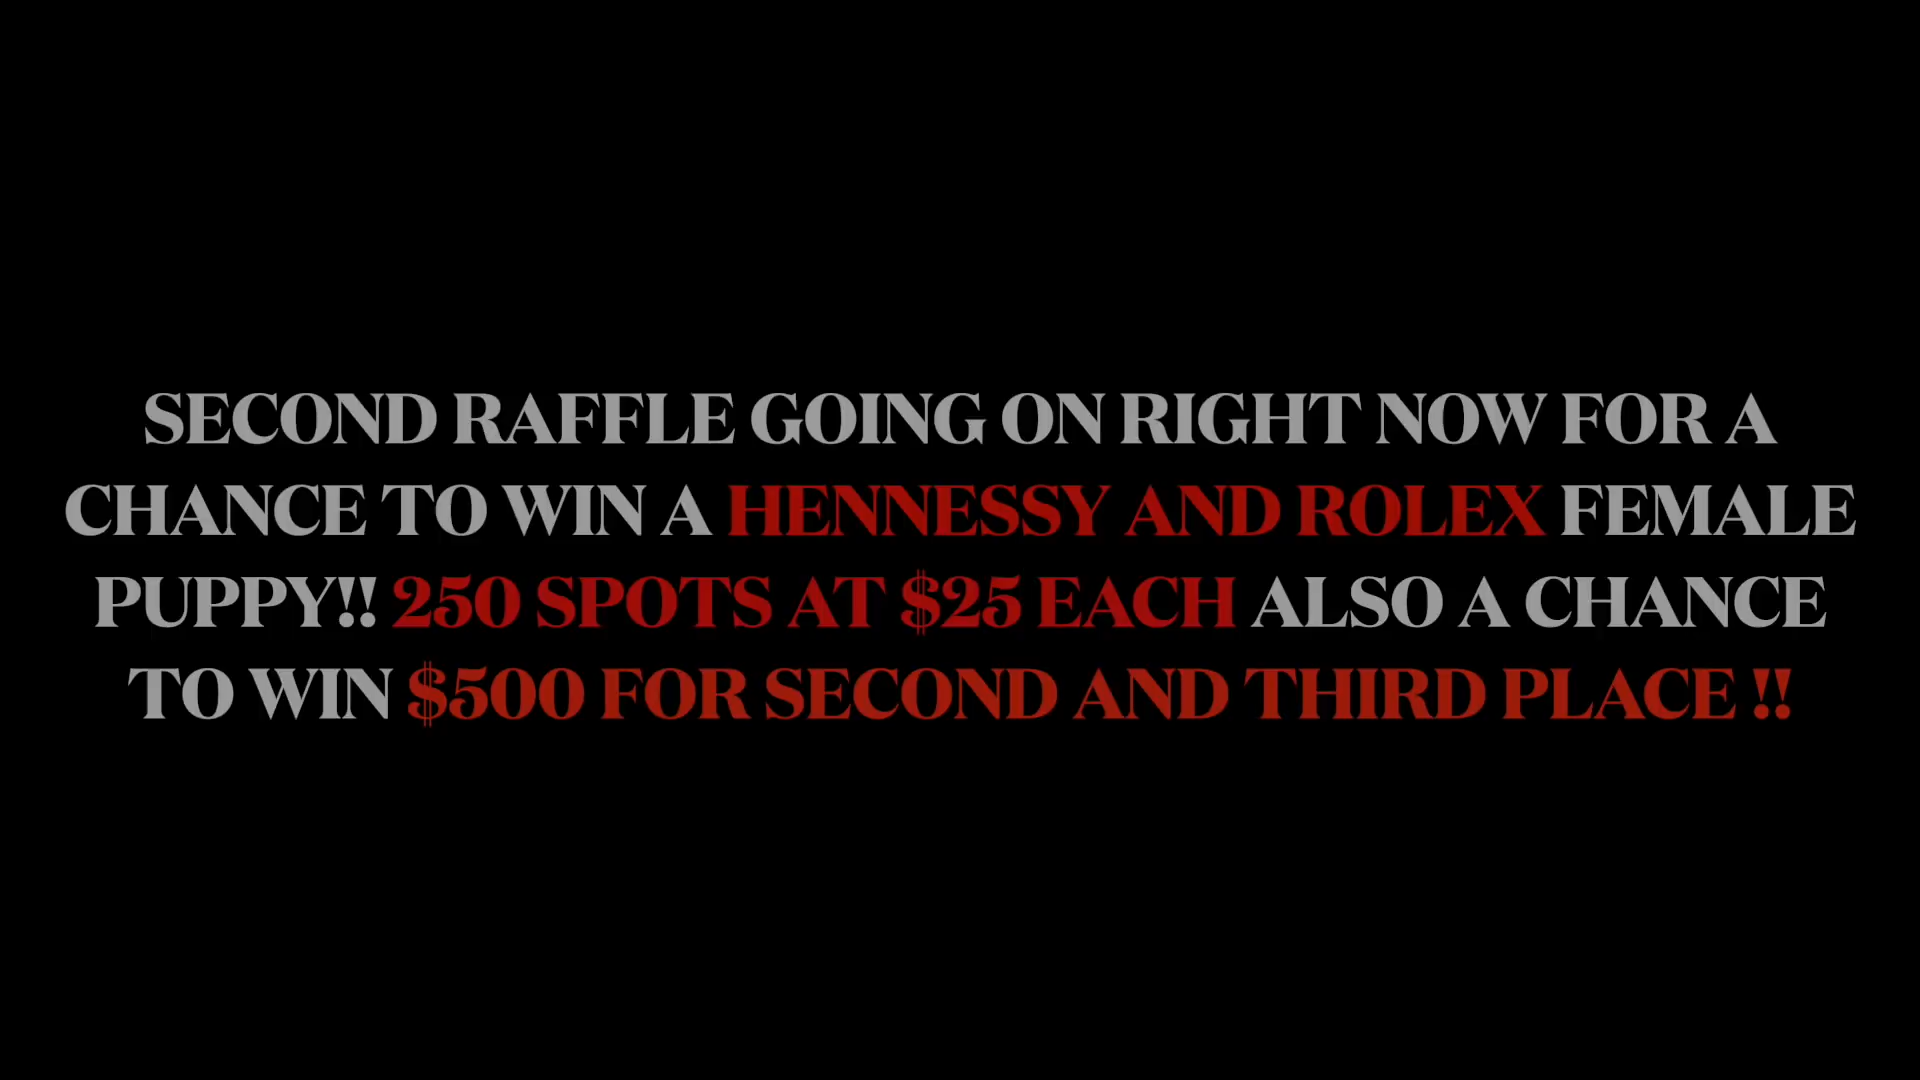 SECOND RAFFLE GOING ON RIGHT NOW FOR A
CHANCE TO WIN A HENNESSY AND ROLEX FEMALE
PUPPY!! 250 SPOTS AT $25 EACH ALSO A CHANCE
TO WIN $500 FOR SECOND AND THIRD PLACE !!